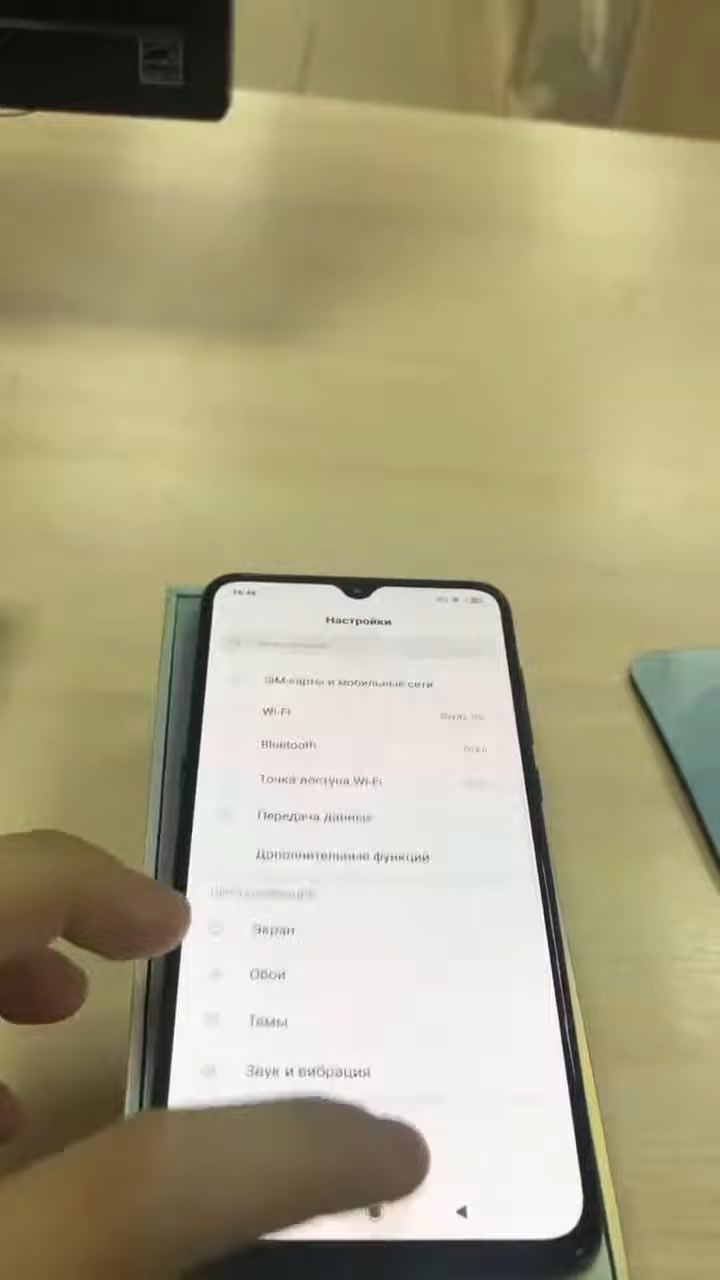 Настройки
SIM-карты и мобильные сети
Wi-Fi
Bluetooth
Точка доступа Wi-Fi
Передача данных
Дополнительные функции
Экран
Обои
Темы
Звук и вибрация